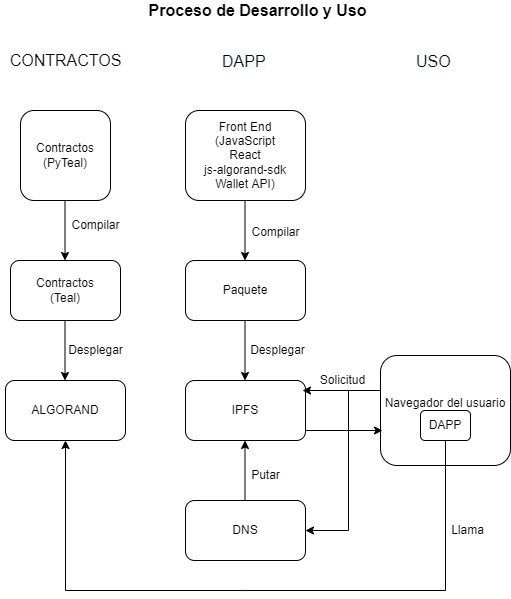 Proceso de Desarrollo y Uso
CONTRACTOS
DAPP
USO
Contractos
(PyTeal)
Front End
(JavaScript
React
js-algorand-sdk
Wallet API)
Compilar
Compilar
Contractos
(Teal)
Paquete
Desplegar
Desplegar
Solicitud
ALGORAND
IPFS
Navegador del usuario
DAPP
Putar
DNS
Llama